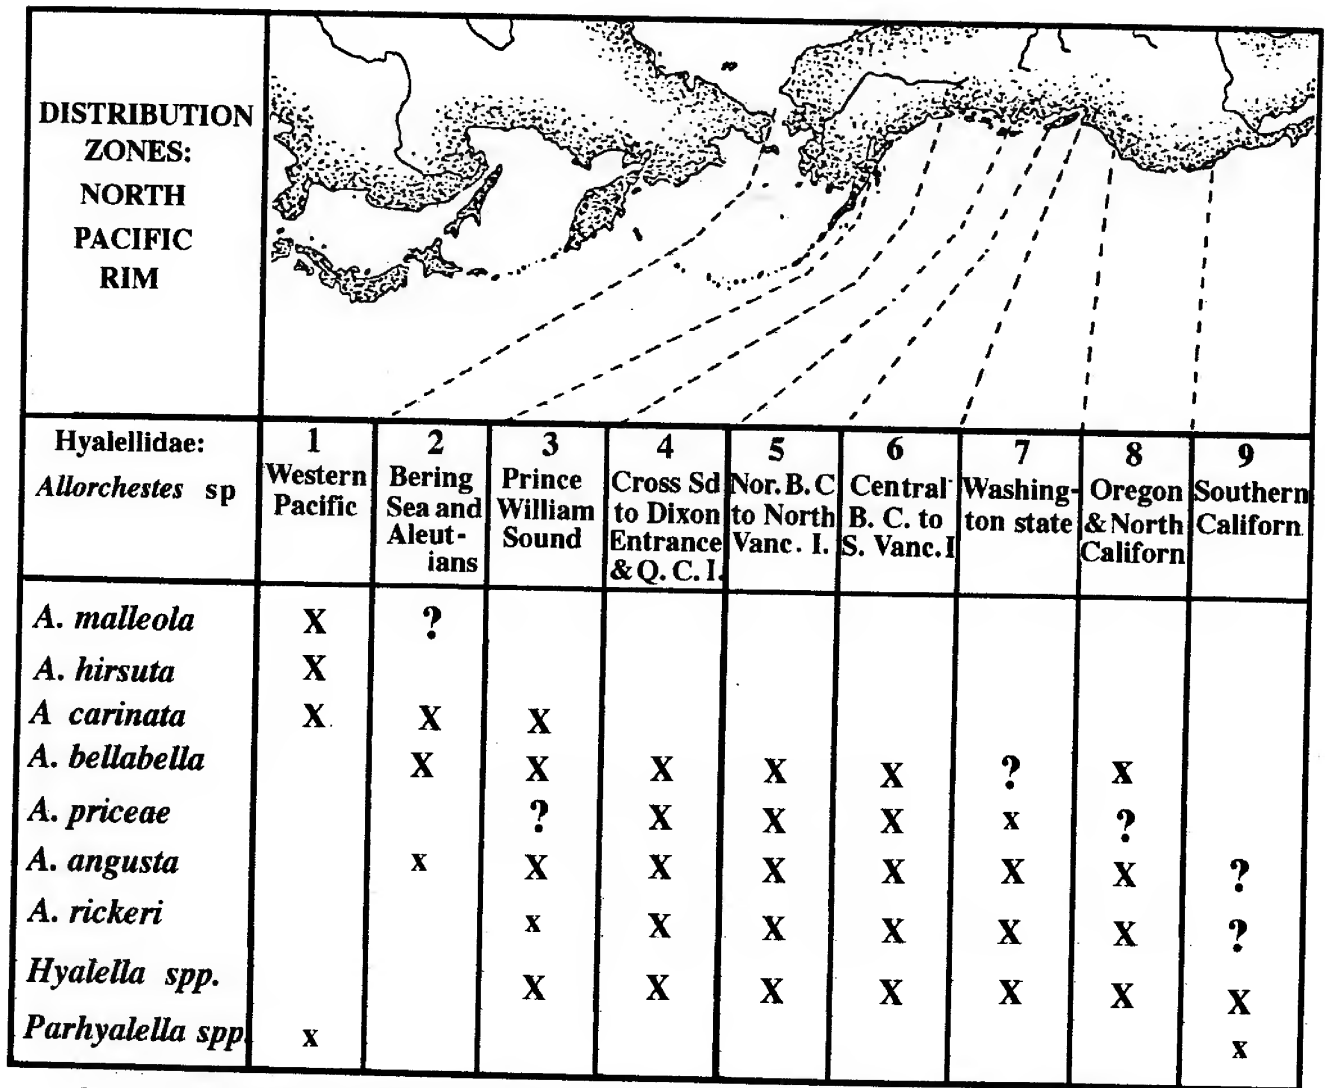 DISTRIBUTION
ZONES:
NORTH
PACIFIC
RIM
Hyalellidae:
Allorchestes sp
1
Western
Pacific
2
Bering
Sea and
Aleut-
ians
3
Prince
William
Sound
4
Cross Sd
to Dixon
Entrance
& Q. C. I.
5
Nor. B. C
to North
Vanc. I.
6
Central
B. C. to
S. Vanc. I
7
Washing-
ton state
8
Oregon
& North
Californ
9
Southern
Californ.
A. malleola X ?
A. hirsuta X
A carinata X X X
A. bellabella X X X X X ? X
A. priceae ? X X X x ?
A. angusta x X X X X X X ?
A. rickeri x X X X X X ?
Hyalella spp. X X X X X X X
Parhyalella spp. x x